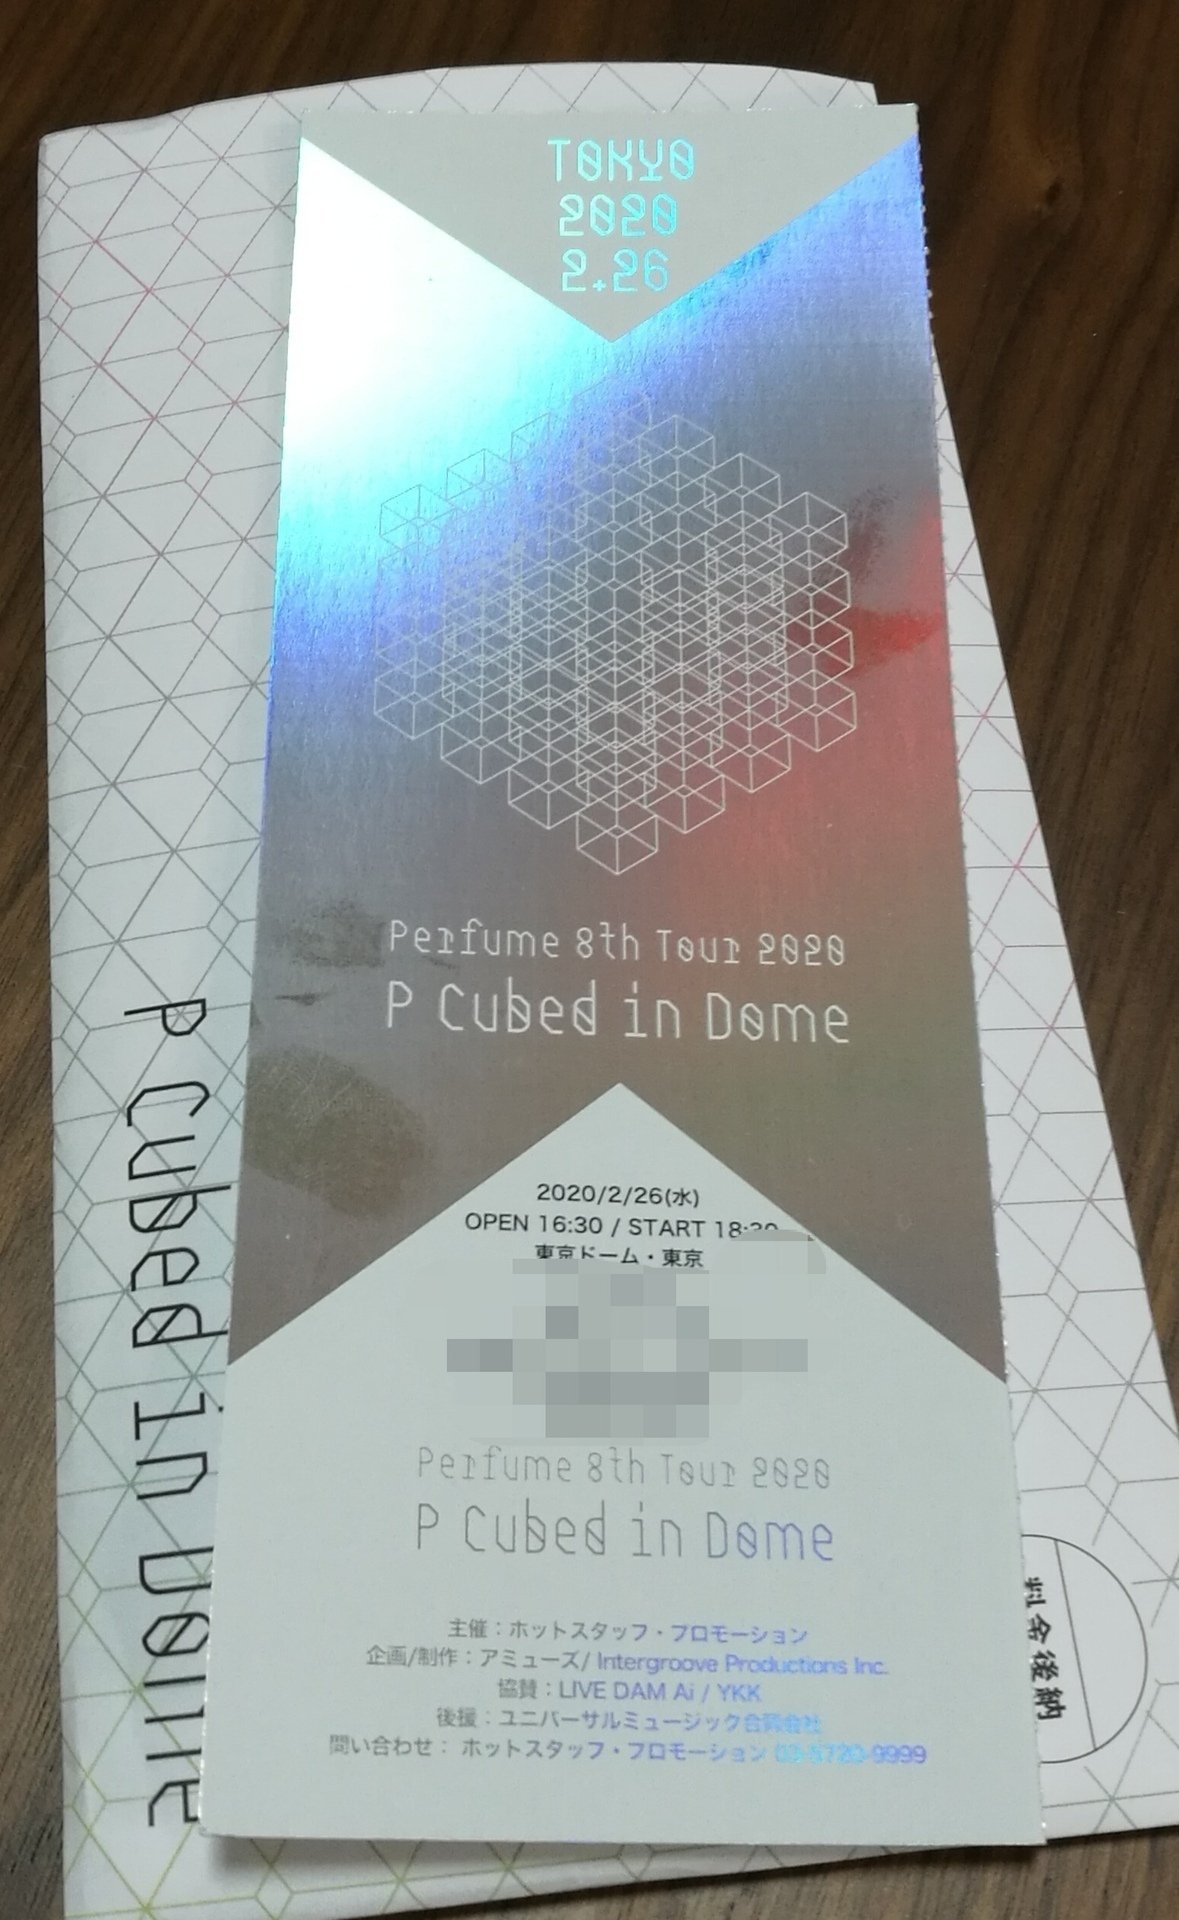 TOKYO
2020
2.26
Perfume 8th Tour 2020
P Cubed in Dome
2020/2/26(水)
OPEN 16:30 / START 18:30
東京ドーム・東京
Perfume 8th Tour 2020
P Cubed in Dome
主催：ホットスタッフ・プロモーション
企画/制作：アミューズ/ Intergroove Productions Inc.
協賛：LIVE DAM Ai / YKK
後援：ユニバーサルミュージック合同会社
問い合わせ： ホットスタッフ・プロモーション 03-5720-9999
P Cubed in Dome
料金後納